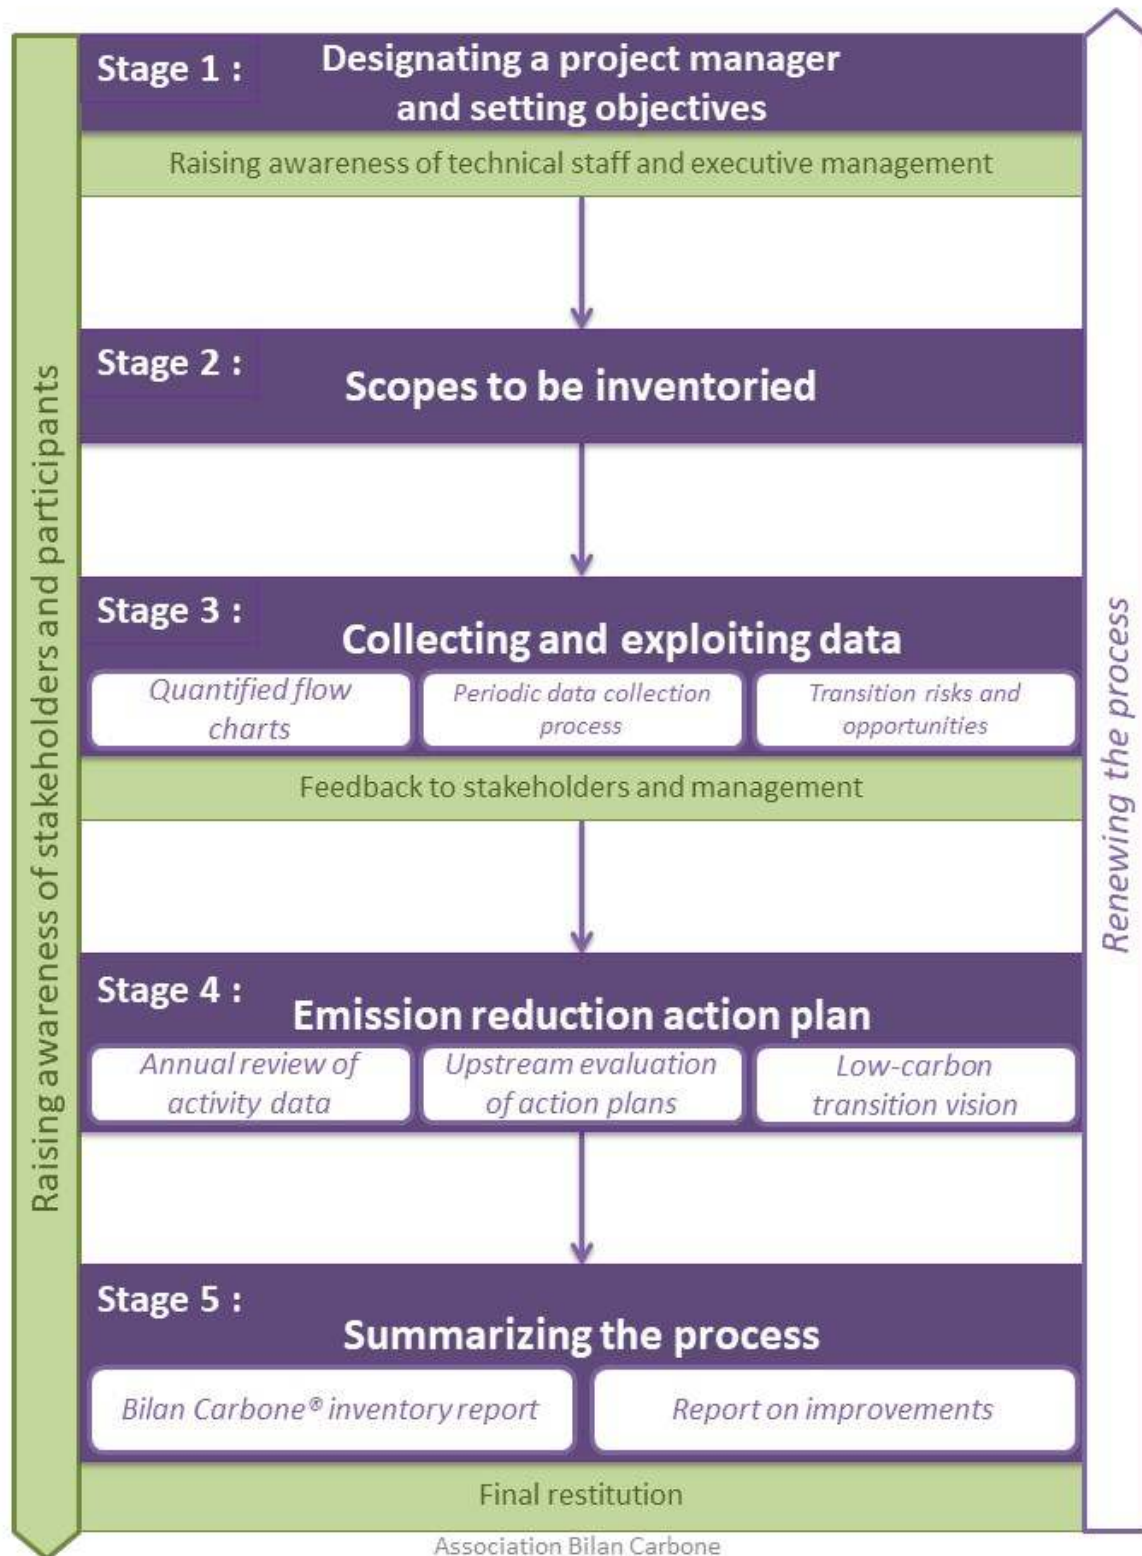 Stage 1 :
Designating a project manager
and setting objectives
Raising awareness of technical staff and executive management
Stage 2 :
Scopes to be inventoried
Stage 3 :
Collecting and exploiting data
Quantified flow
charts
Periodic data collection
process
Transition risks and
opportunities
Feedback to stakeholders and management
Stage 4 :
Emission reduction action plan
Annual review of
activity data
Upstream evaluation
of action plans
Low-carbon
transition vision
Stage 5 :
Summarizing the process
Bilan Carbone® inventory report
Report on improvements
Final restitution
Association Bilan Carbone
Raising awareness of stakeholders and participants
Renewing the process